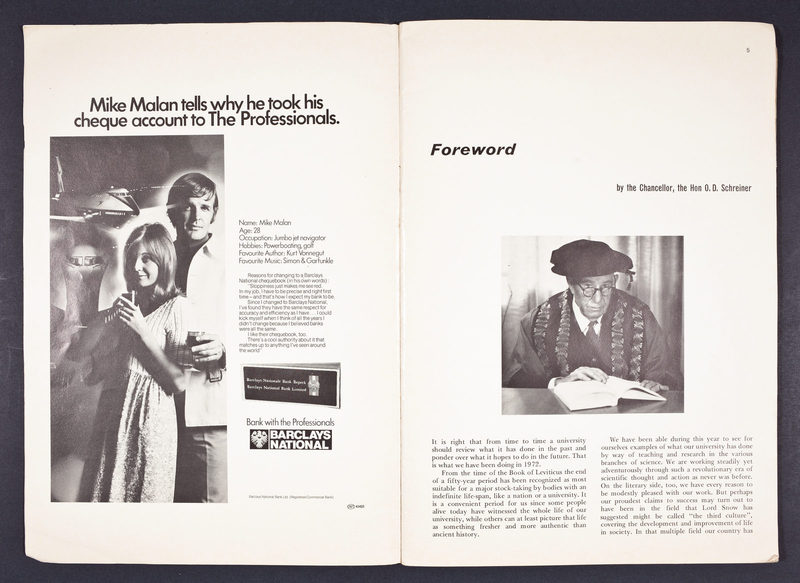 Mike Malan tells why he took his
cheque account to The Professionals.
Name: Mike Malan
Age: 28
Occupation: Jumbo jet navigator
Hobbies: Powerboating, golf
Favourite Author: Kurt Vonnegut
Favourite Music: Simon & Garfunkle
Reasons for changing to a Barclays
National chequebook (in his own words):
"Sloppiness just makes me see red.
In my job, I have to be precise and right first
time – and that's how I expect my bank to be.
Since I changed to Barclays National,
I've found they have the same respect for
accuracy and efficiency as I have . . . I could
kick myself when I think of all the years I
didn't change because I believed banks
were all the same.
I like their chequebook, too.
There's a cool authority about it that
matches up to anything I've seen around
the world"
Barclays Nationale Bank Beperk
Barclays National Bank Limited
Bank with the Professionals
BARCLAYS
NATIONAL
Barclays National Bank Ltd. (Registered Commercial Bank)
5
Foreword
by the Chancellor, the Hon O. D. Schreiner
It is right that from time to time a university
should review what it has done in the past and
ponder over what it hopes to do in the future. That
is what we have been doing in 1972.
From the time of the Book of Leviticus the end
of a fifty-year period has been recognized as most
suitable for a major stock-taking by bodies with an
indefinite life-span, like a nation or a university. It
is a convenient period for us since some people
alive today have witnessed the whole life of our
university, while others can at least picture that life
as something fresher and more authentic than
ancient history.
We have been able during this year to see for
ourselves examples of what our university has done
by way of teaching and research in the various
branches of science. We are working steadily yet
adventurously through such a revolutionary era of
scientific thought and action as never was before.
On the literary side, too, we have every reason to
be modestly pleased with our work. But perhaps
our proudest claims to success may turn out to
have been in the field that Lord Snow has
suggested might be called "the third culture",
covering the development and improvement of life
in society. In that multiple field our country has